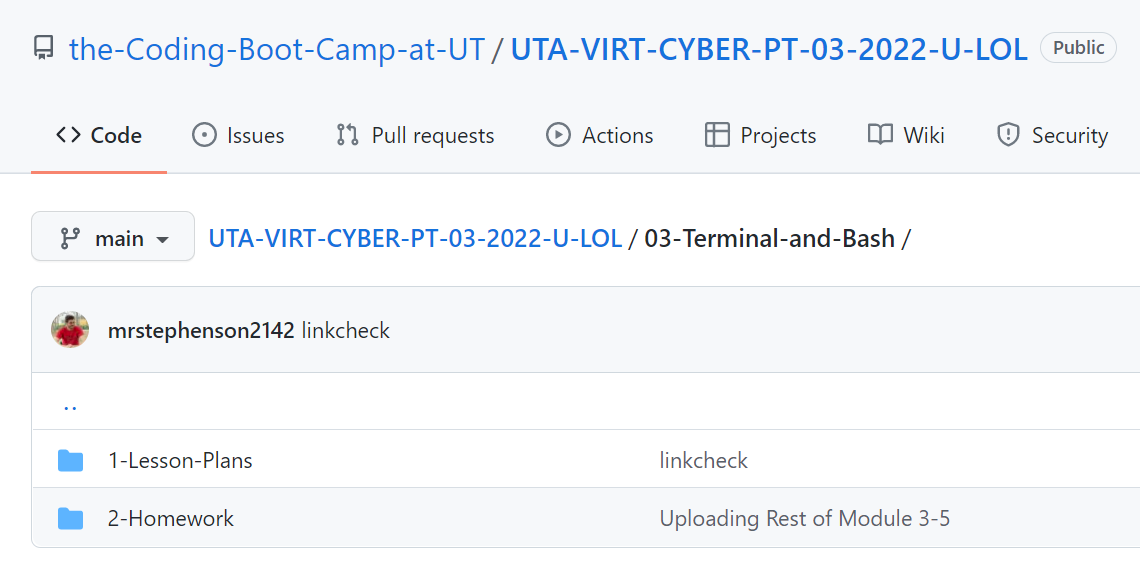 the-Coding-Boot-Camp-at-UT / UTA-VIRT-CYBER-PT-03-2022-U-LOL Public
Code Issues Pull requests Actions Projects Wiki Security
main UTA-VIRT-CYBER-PT-03-2022-U-LOL / 03-Terminal-and-Bash /
mrstephenson2142 linkcheck
..
1-Lesson-Plans linkcheck
2-Homework Uploading Rest of Module 3-5